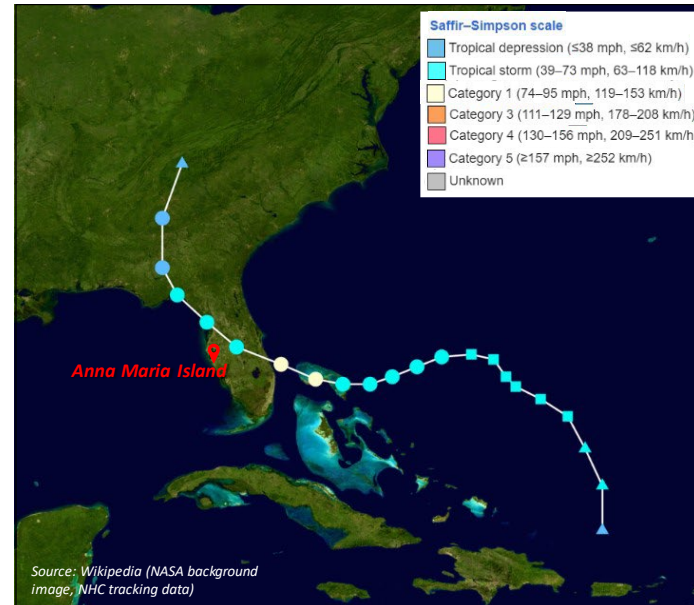 Saffir–Simpson scale
Tropical depression (≤38 mph, ≤62 km/h)
Tropical storm (39–73 mph, 63–118 km/h)
Category 1 (74–95 mph, 119–153 km/h)
Category 3 (111–129 mph, 178–208 km/h)
Category 4 (130–156 mph, 209–251 km/h)
Category 5 (≥157 mph, ≥252 km/h)
Unknown
Anna Maria Island
Source: Wikipedia (NASA background
image, NHC tracking data)